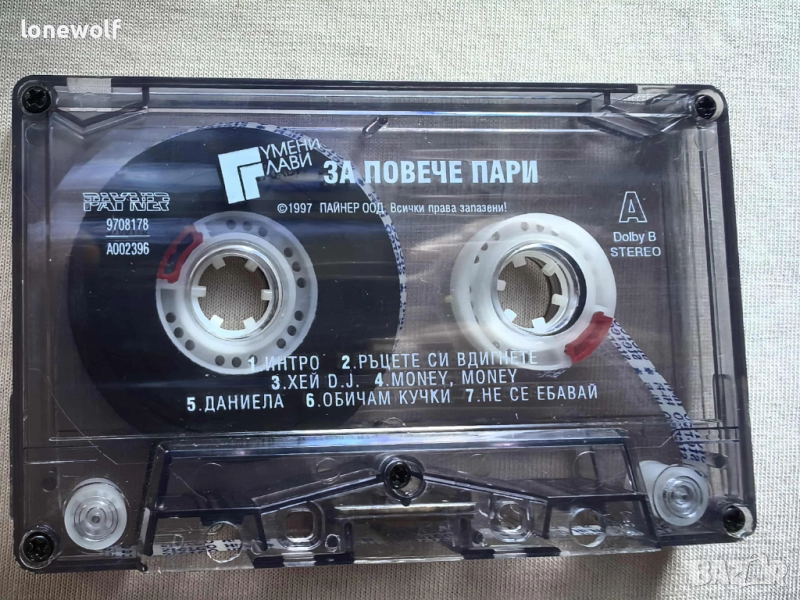 lonewolf
УМЕНИ
ЛАВИ
ЗА ПОВЕЧЕ ПАРИ
PAYNER
©1997 ПАЙНЕР ООД. Всички права запазени!
9708178
A002396
A
Dolby B
STEREO
1.ИНТРО 2.РЪЦЕТЕ СИ ВДИГНЕТЕ
3.ХЕЙ D.J. 4.MONEY, MONEY
5.ДАНИЕЛА 6.ОБИЧАМ КУЧКИ 7.НЕ СЕ ЕБАВАЙ